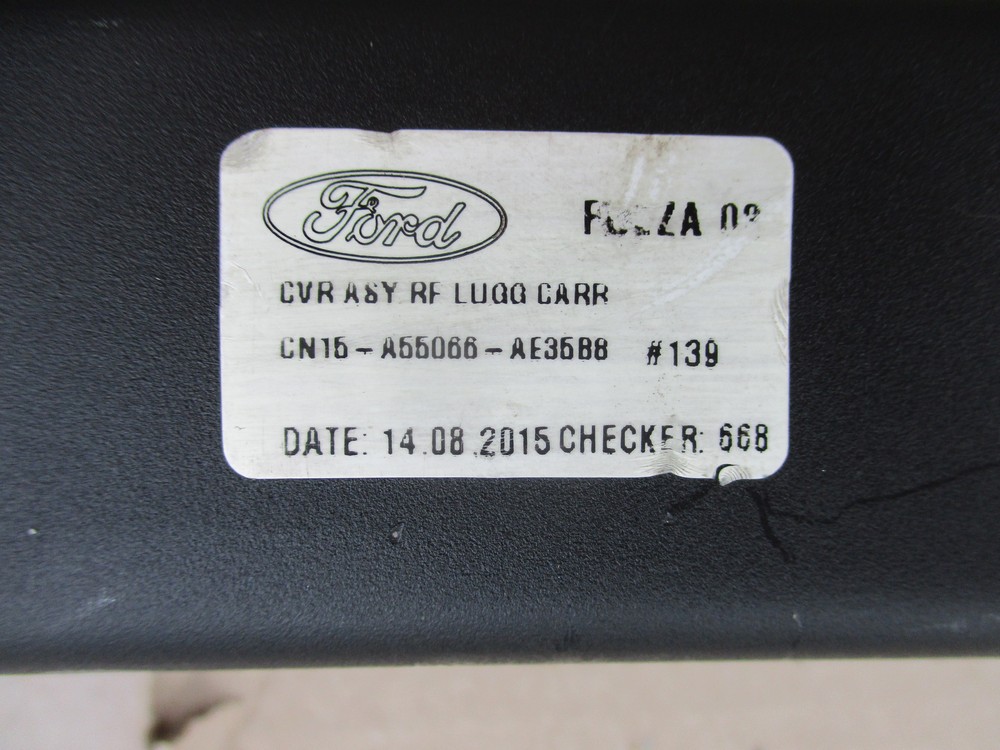 Ford
CVR ASY RF LUGG CARR
CN15-A55066-AE35B8 #139
DATE: 14.08.2015 CHECKER: 668